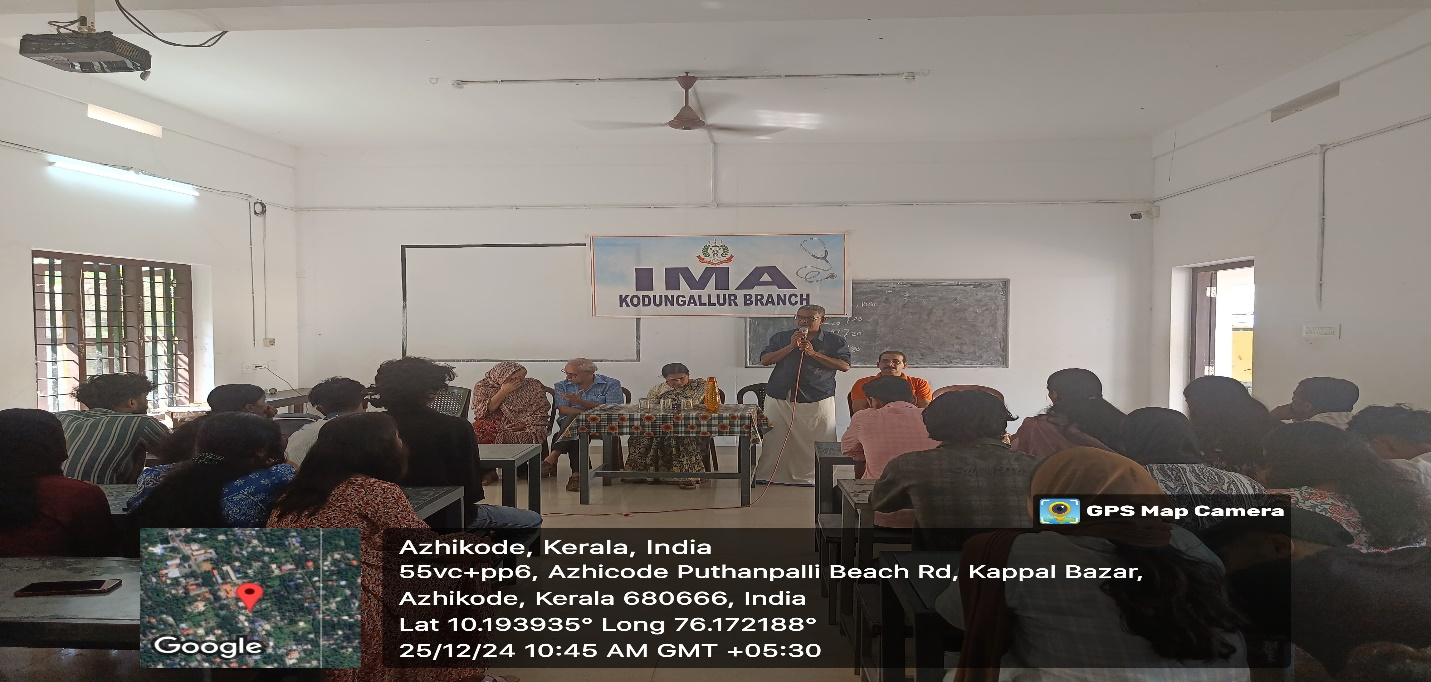 IMA
KODUNGALLUR BRANCH
GPS Map Camera
Azhikode, Kerala, India
55vc+pp6, Azhicode Puthanpalli Beach Rd, Kappal Bazar,
Azhikode, Kerala 680666, India
Lat 10.193935° Long 76.172188°
25/12/24 10:45 AM GMT +05:30
Google